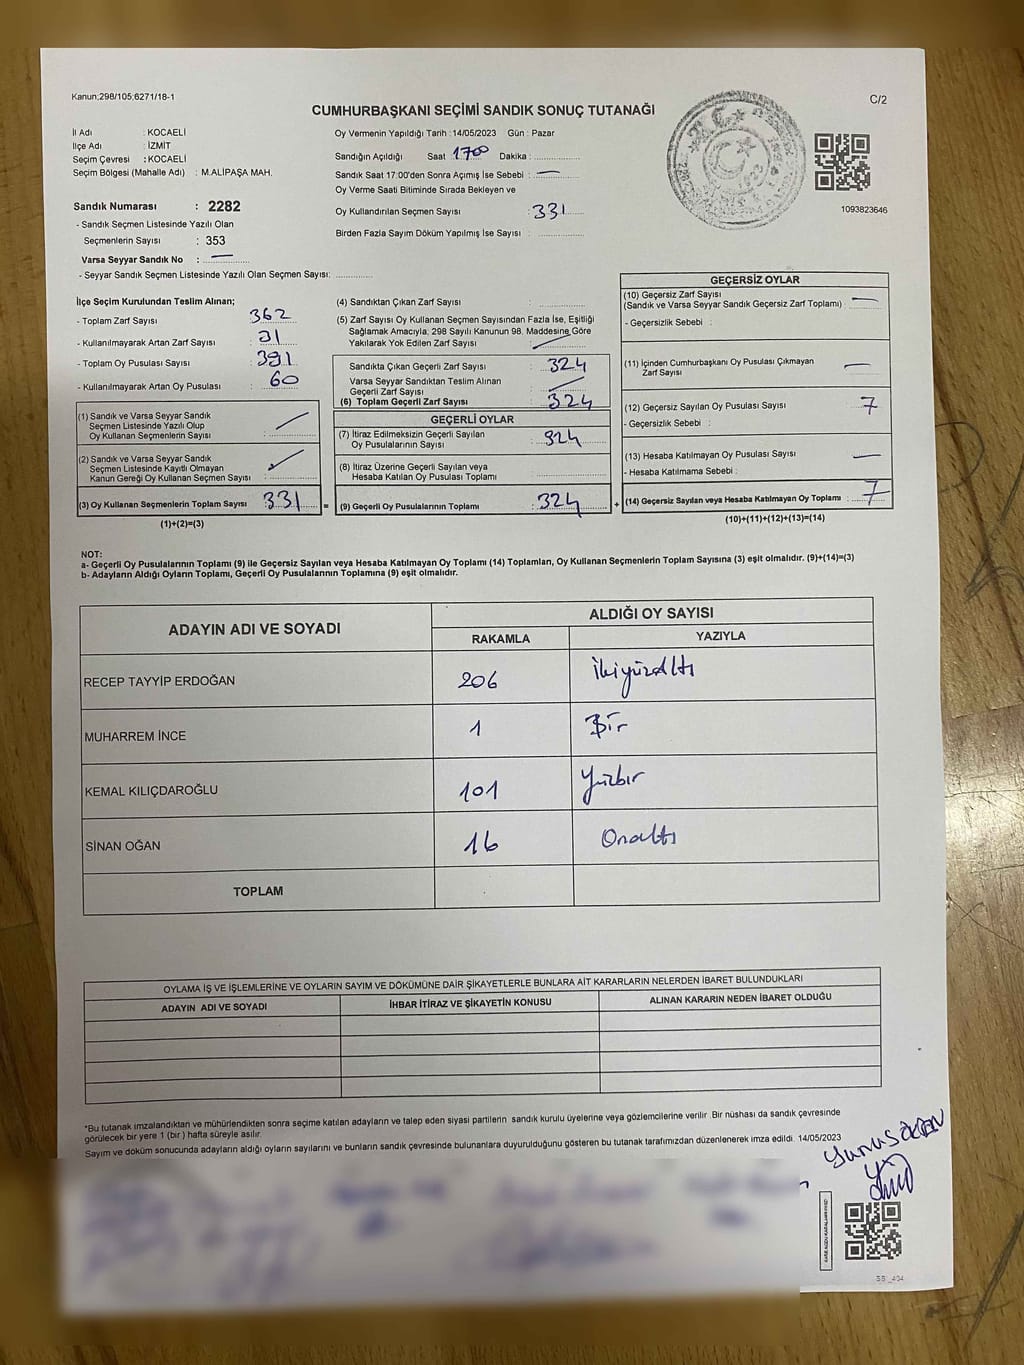 Kanun;298/105;6271/18-1
C/2
CUMHURBAŞKANI SEÇİMİ SANDIK SONUÇ TUTANAĞI
İl Adı : KOCAELİ
İlçe Adı : İZMİT
Seçim Çevresi : KOCAELİ
Seçim Bölgesi (Mahalle Adı) : M.ALİPAŞA MAH.
Sandık Numarası : 2282
- Sandık Seçmen Listesinde Yazılı Olan
Seçmenlerin Sayısı : 353
Varsa Seyyar Sandık No : —
- Seyyar Sandık Seçmen Listesinde Yazılı Olan Seçmen Sayısı: ..............
Oy Vermenin Yapıldığı Tarih : 14/05/2023 Gün : Pazar
Sandığın Açıldığı Saat 1700 Dakika : ..............
Sandık Saat 17:00'den Sonra Açımış İse Sebebi : —
Oy Verme Saati Bitiminde Sırada Bekleyen ve
Oy Kullandırılan Seçmen Sayısı : 331
Birden Fazla Sayım Döküm Yapılmış İse Sayısı : ..............
1093823646
İlçe Seçim Kurulundan Teslim Alınan;
- Toplam Zarf Sayısı : 362
- Kullanılmayarak Artan Zarf Sayısı : 31
- Toplam Oy Pusulası Sayısı : 391
- Kullanılmayarak Artan Oy Pusulası : 60
(1) Sandık ve Varsa Seyyar Sandık
Seçmen Listesinde Yazılı Olup
Oy Kullanan Seçmenlerin Sayısı :
(2) Sandık ve Varsa Seyyar Sandık
Seçmen Listesinde Kayıtlı Olmayan
Kanun Gereği Oy Kullanan Seçmen Sayısı :
(3) Oy Kullanan Seçmenlerin Toplam Sayısı : 331 =
(1)+(2)=(3)
(4) Sandıktan Çıkan Zarf Sayısı :
(5) Zarf Sayısı Oy Kullanan Seçmen Sayısından Fazla İse, Eşitliği
Sağlamak Amacıyla; 298 Sayılı Kanunun 98. Maddesine Göre
Yakılarak Yok Edilen Zarf Sayısı :
Sandıkta Çıkan Geçerli Zarf Sayısı : 324
Varsa Seyyar Sandıktan Teslim Alınan
Geçerli Zarf Sayısı :
(6) Toplam Geçerli Zarf Sayısı : 324
GEÇERLİ OYLAR
(7) İtiraz Edilmeksizin Geçerli Sayılan
Oy Pusulalarının Sayısı : 324
(8) İtiraz Üzerine Geçerli Sayılan veya
Hesaba Katılan Oy Pusulası Toplamı :
(9) Geçerli Oy Pusulalarının Toplamı : 324 +
GEÇERSİZ OYLAR
(10) Geçersiz Zarf Sayısı
(Sandık ve Varsa Seyyar Sandık Geçersiz Zarf Toplamı) : —
- Geçersizlik Sebebi :
(11) İçinden Cumhurbaşkanı Oy Pusulası Çıkmayan
Zarf Sayısı : —
(12) Geçersiz Sayılan Oy Pusulası Sayısı : 7
- Geçersizlik Sebebi :
(13) Hesaba Katılmayan Oy Pusulası Sayısı : —
- Hesaba Katılmama Sebebi :
(14) Geçersiz Sayılan veya Hesaba Katılmayan Oy Toplamı : 7
(10)+(11)+(12)+(13)=(14)
NOT:
a- Geçerli Oy Pusulalarının Toplamı (9) ile Geçersiz Sayılan veya Hesaba Katılmayan Oy Toplamı (14) Toplamları, Oy Kullanan Seçmenlerin Toplam Sayısına (3) eşit olmalıdır. (9)+(14)=(3)
b- Adayların Aldığı Oyların Toplamı, Geçerli Oy Pusulalarının Toplamına (9) eşit olmalıdır.
ADAYIN ADI VE SOYADI
ALDIĞI OY SAYISI
RAKAMLA YAZIYLA
RECEP TAYYİP ERDOĞAN 206 ikiyüzaltı
MUHARREM İNCE 1 Bir
KEMAL KILIÇDAROĞLU 101 yüzbir
SİNAN OĞAN 16 Onaltı
TOPLAM
OYLAMA İŞ VE İŞLEMLERİNE VE OYLARIN SAYIM VE DÖKÜMÜNE DAİR ŞİKAYETLERLE BUNLARA AİT KARARLARIN NELERDEN İBARET BULUNDUKLARI
ADAYIN ADI VE SOYADI İHBAR İTİRAZ VE ŞİKAYETİN KONUSU ALINAN KARARIN NEDEN İBARET OLDUĞU
*Bu tutanak imzalandıktan ve mühürlendikten sonra seçime katılan adayların ve talep eden siyasi partilerin sandık kurulu üyelerine veya gözlemcilerine verilir .Bir nüshası da sandık çevresinde
görülecek bir yere 1 (bir ) hafta süreyle asılır.
Sayım ve döküm sonucunda adayların aldığı oyların sayılarını ve bunların sandık çevresinde bulunanlara duyurulduğunu gösteren bu tutanak tarafımızdan düzenlenerek imza edildi. 14/05/2023